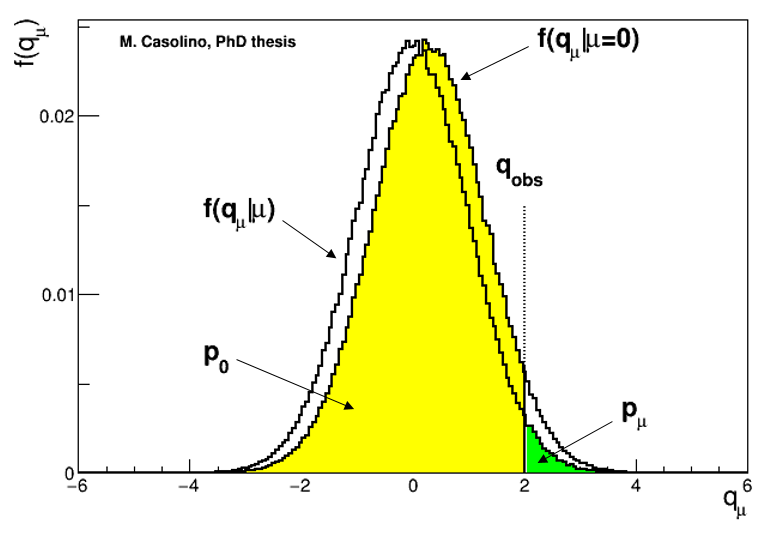 f(qμ)
M. Casolino, PhD thesis
f(qμ|μ=0)
0.02
qobs
f(qμ|μ)
0.01
p0
pμ
0
−6 −4 −2 0 2 4 6
qμ